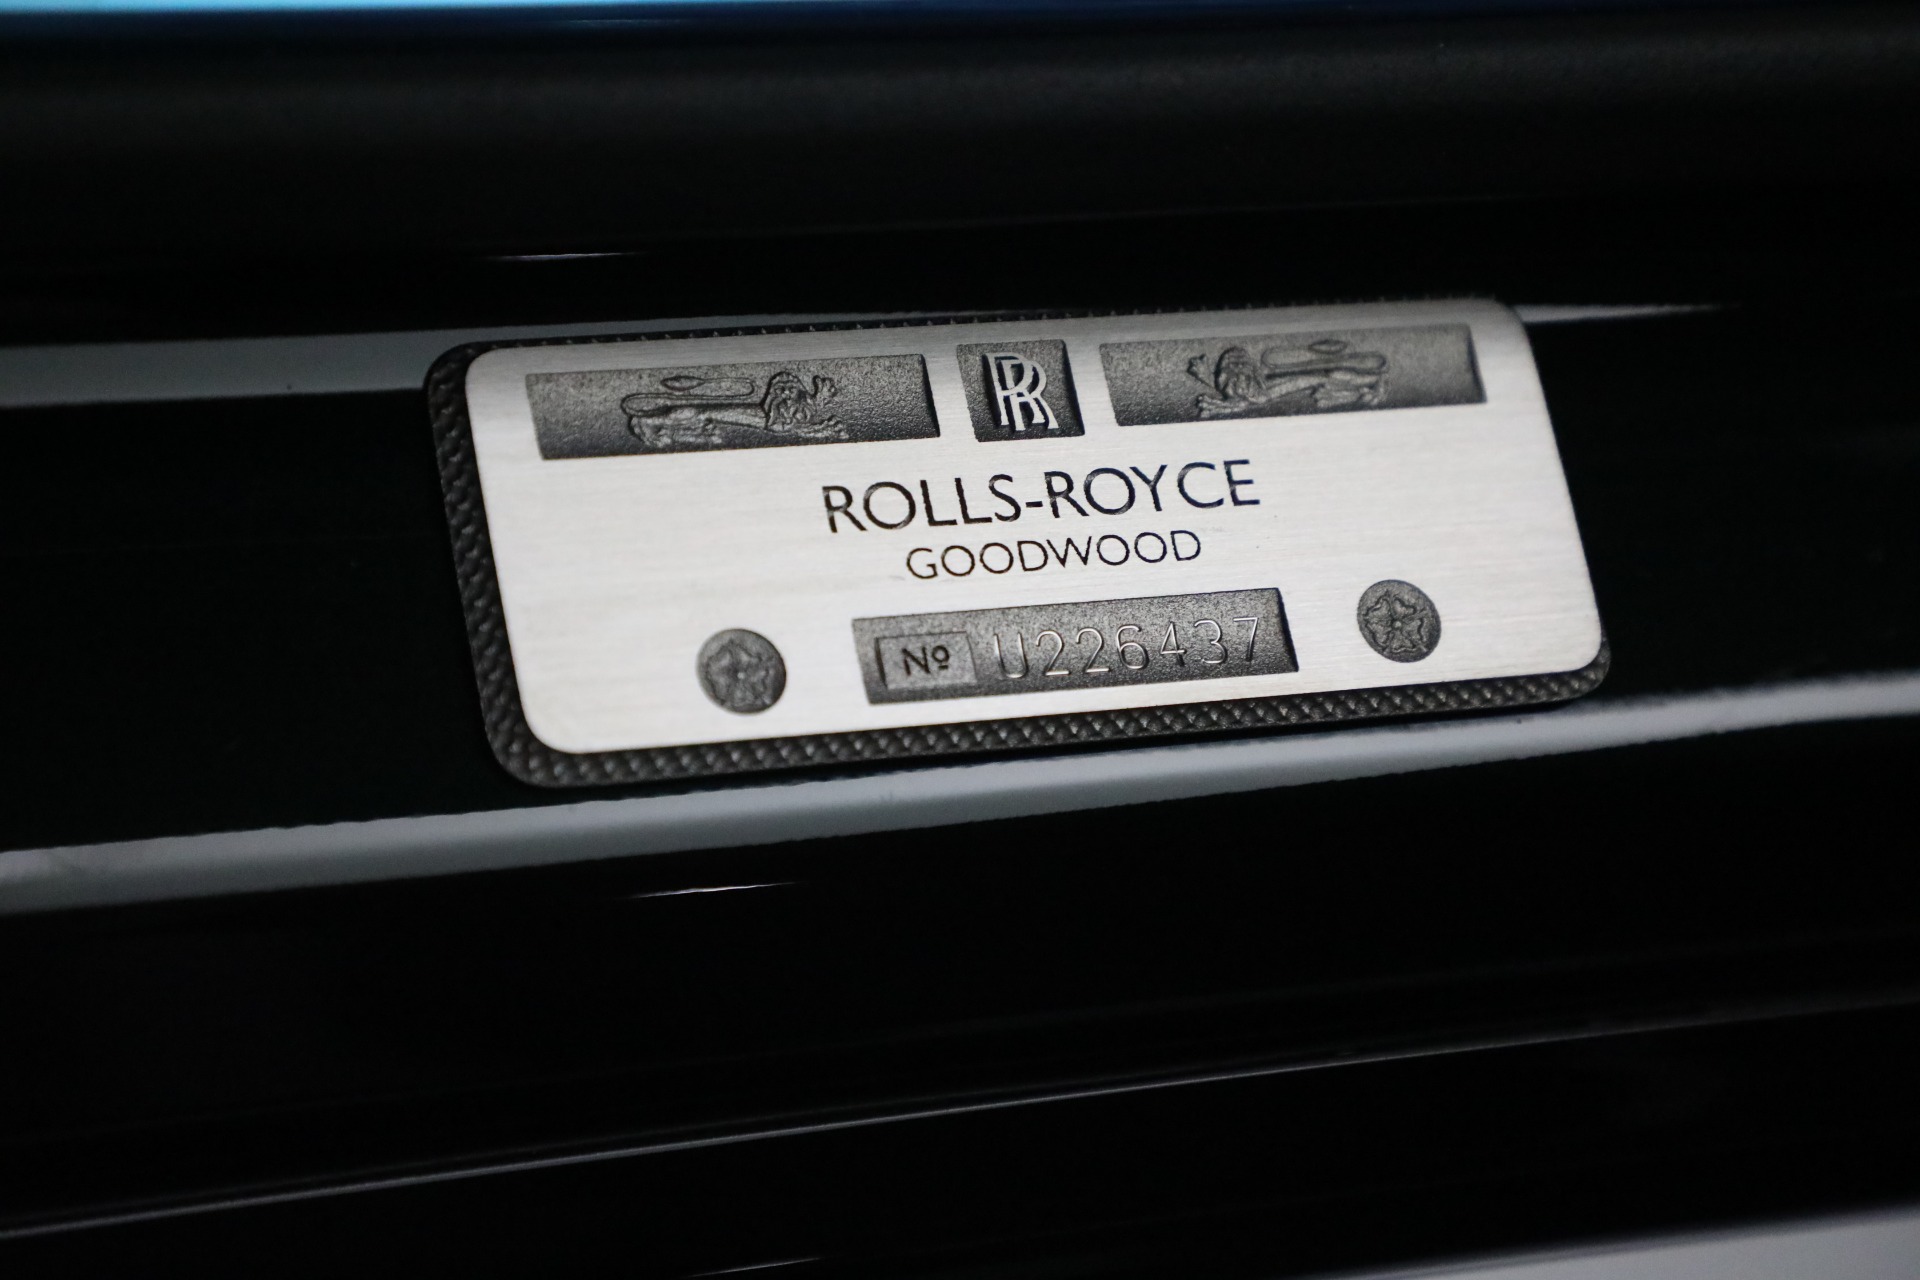 RR
ROLLS-ROYCE
GOODWOOD
Nº U226437